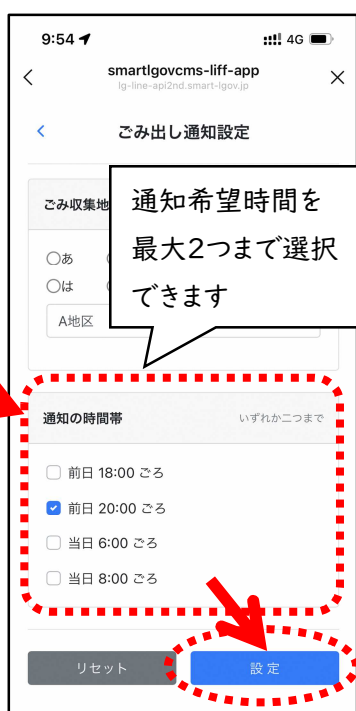 9:54
4G
smartlgovcms-liff-app
lg-line-api2nd.smart-lgov.jp
ごみ出し通知設定
ごみ収集地
通知希望時間を
最大2つまで選択
できます
あ
は
A地区
通知の時間帯 いずれか二つまで
前日 18:00 ごろ
前日 20:00 ごろ
当日 6:00 ごろ
当日 8:00 ごろ
リセット 設定